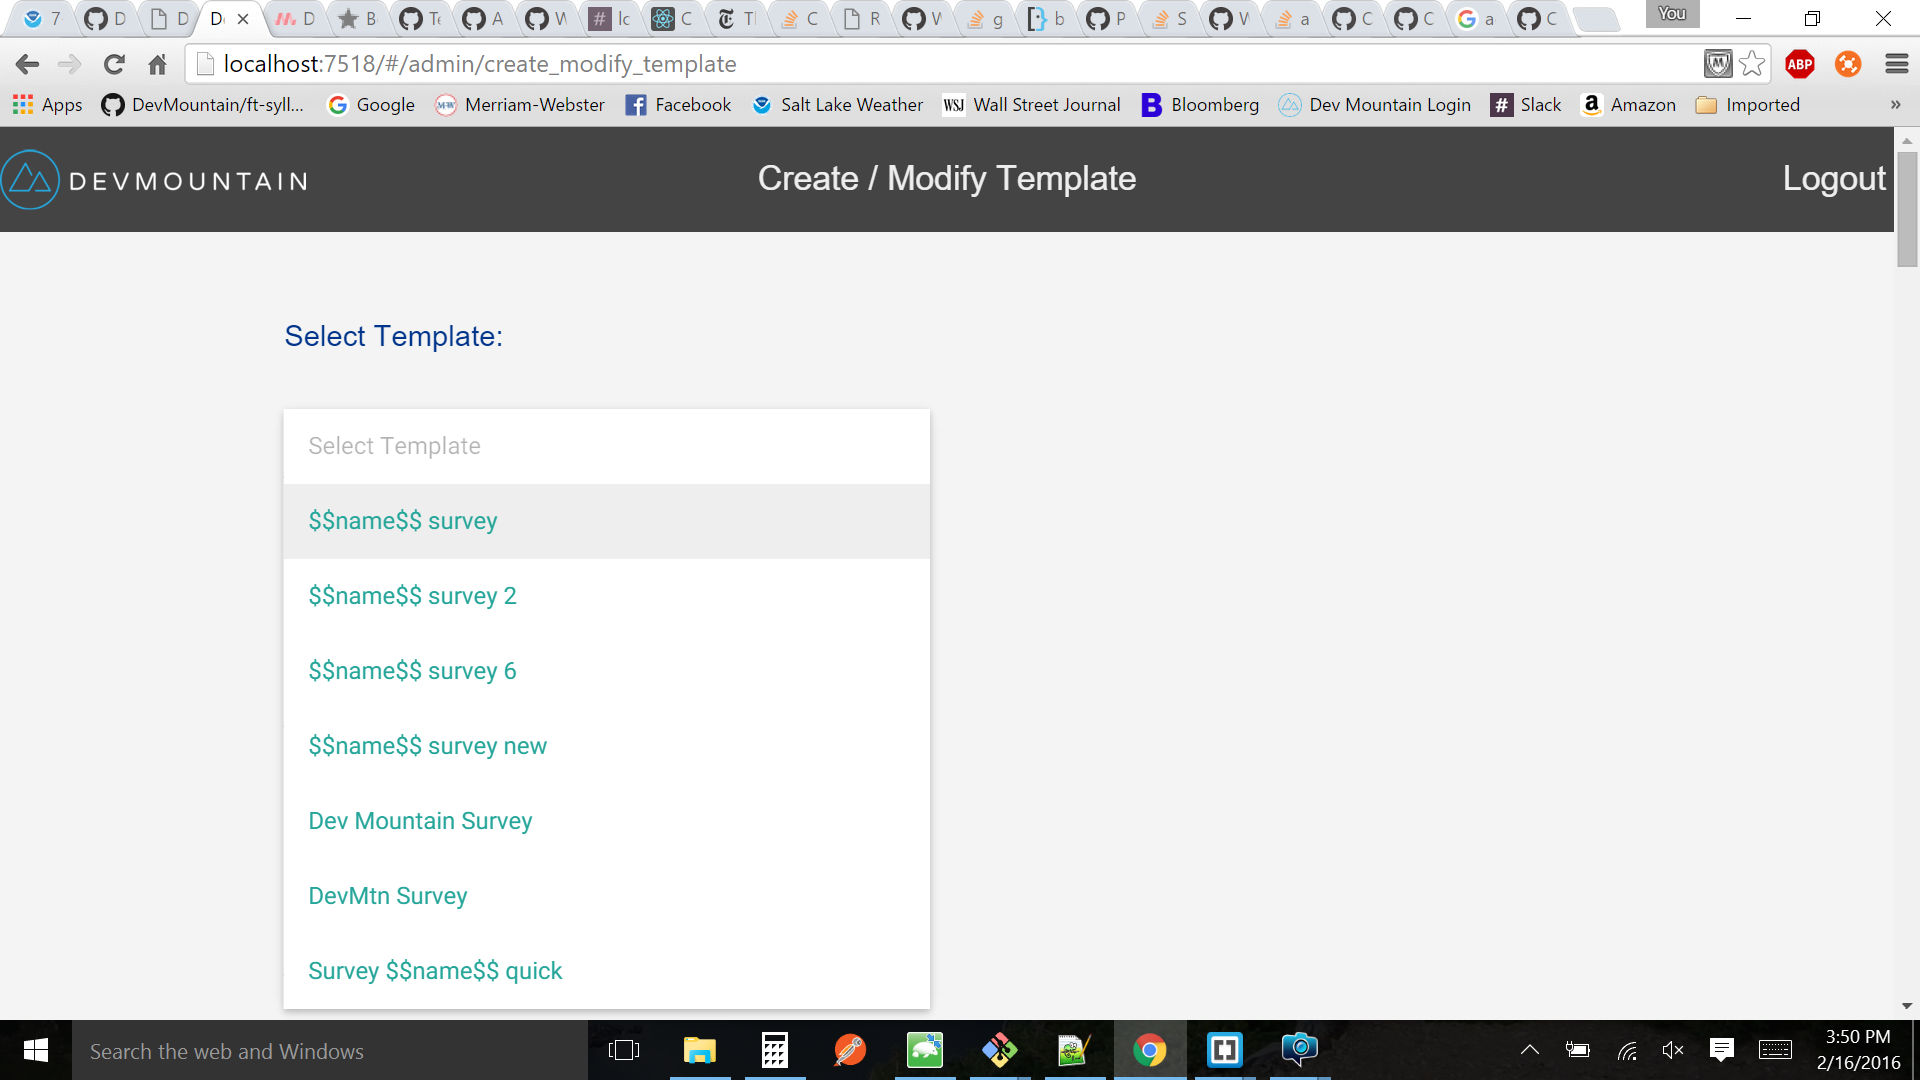 7 D D D D B Te A W lc C Tl C R W g b P S W a C C a C You
localhost:7518/#/admin/create_modify_template ABP
Apps DevMountain/ft-syll... Google M-W Merriam-Webster Facebook Salt Lake Weather WSJ Wall Street Journal Bloomberg Dev Mountain Login Slack Amazon Imported »
DEVMOUNTAIN Create / Modify Template Logout
Select Template:
Select Template
$$name$$ survey
$$name$$ survey 2
$$name$$ survey 6
$$name$$ survey new
Dev Mountain Survey
DevMtn Survey
Survey $$name$$ quick
Search the web and Windows 3:50 PM
2/16/2016